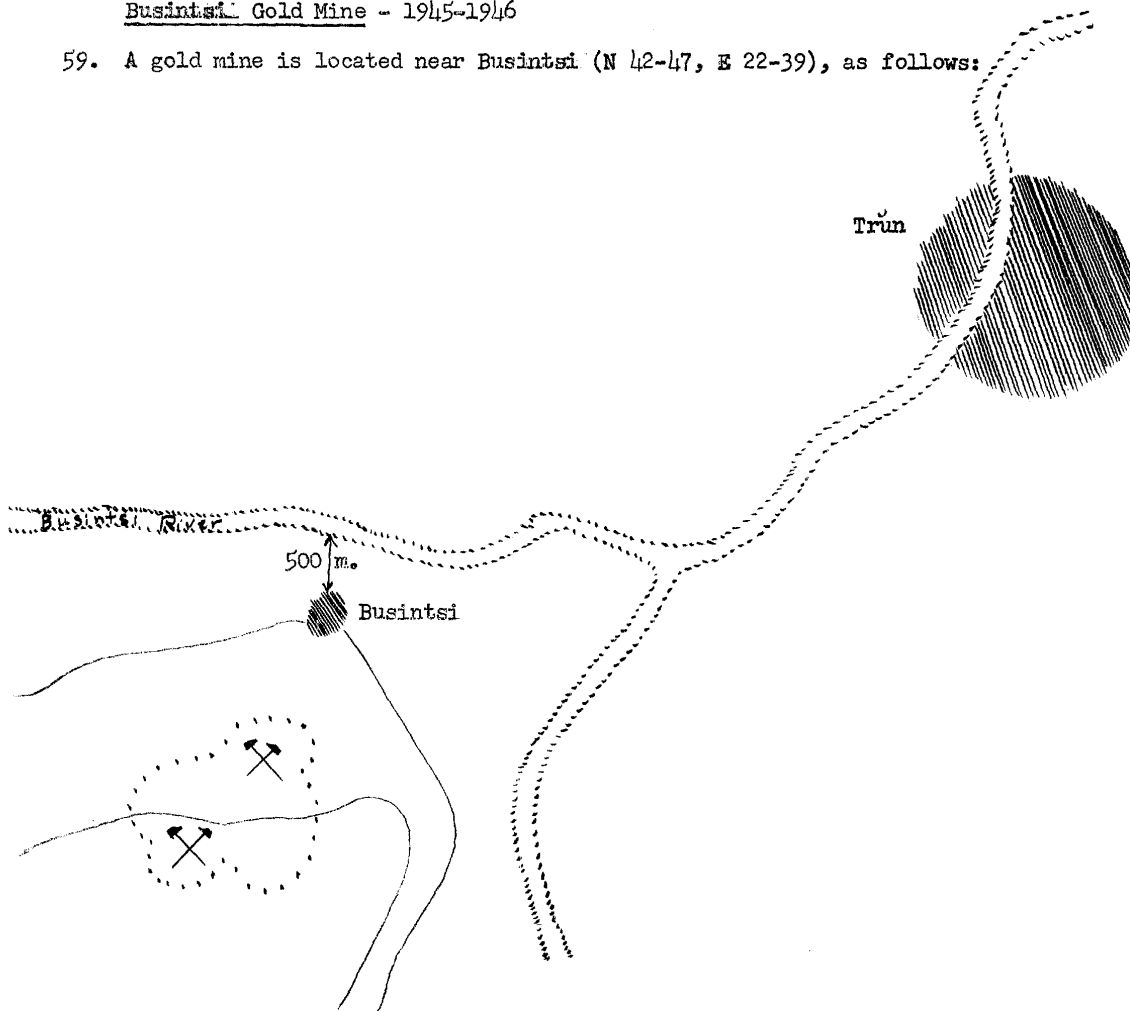 Busintsi Gold Mine - 1945-1946
59. A gold mine is located near Busintsi (N 42-47, E 22-39), as follows:
Trŭn
Busintsi River
500 m.
Busintsi